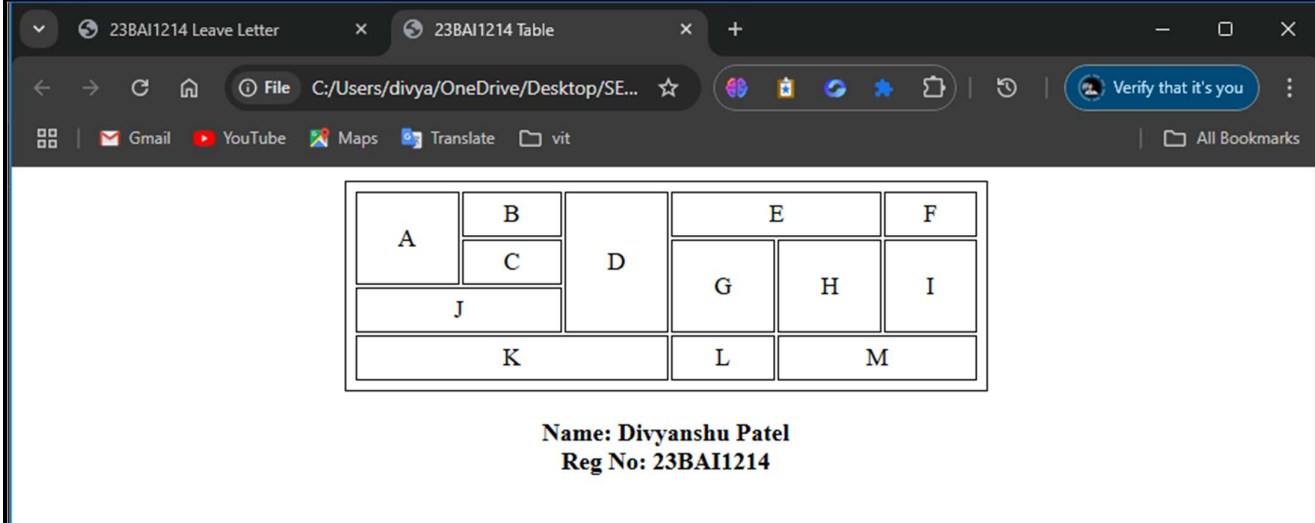 23BAI1214 Leave Letter 23BAI1214 Table
File C:/Users/divya/OneDrive/Desktop/SE... Verify that it's you
Gmail YouTube Maps Translate vit All Bookmarks
A B D E F
C G H I
J
K L M
Name: Divyanshu Patel
Reg No: 23BAI1214